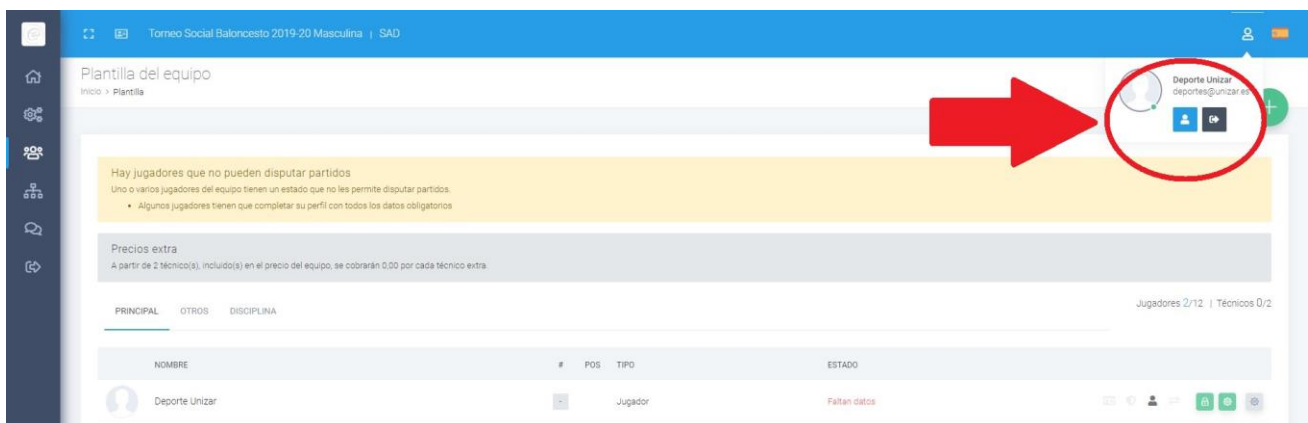 Torneo Social Baloncesto 2019-20 Masculina | SAD
Plantilla del equipo
Inicio > Plantilla
Deporte Unizar
deportes@unizar.es
Hay jugadores que no pueden disputar partidos
Uno o varios jugadores del equipo tienen un estado que no les permite disputar partidos.
• Algunos jugadores tienen que completar su perfil con todos los datos obligatorios
Precios extra
A partir de 2 técnico(s), incluido(s) en el precio del equipo, se cobrarán 0,00 por cada técnico extra.
PRINCIPAL OTROS DISCIPLINA
Jugadores 2/12 | Técnicos 0/2
NOMBRE # POS TIPO ESTADO
Deporte Unizar - Jugador Faltan datos